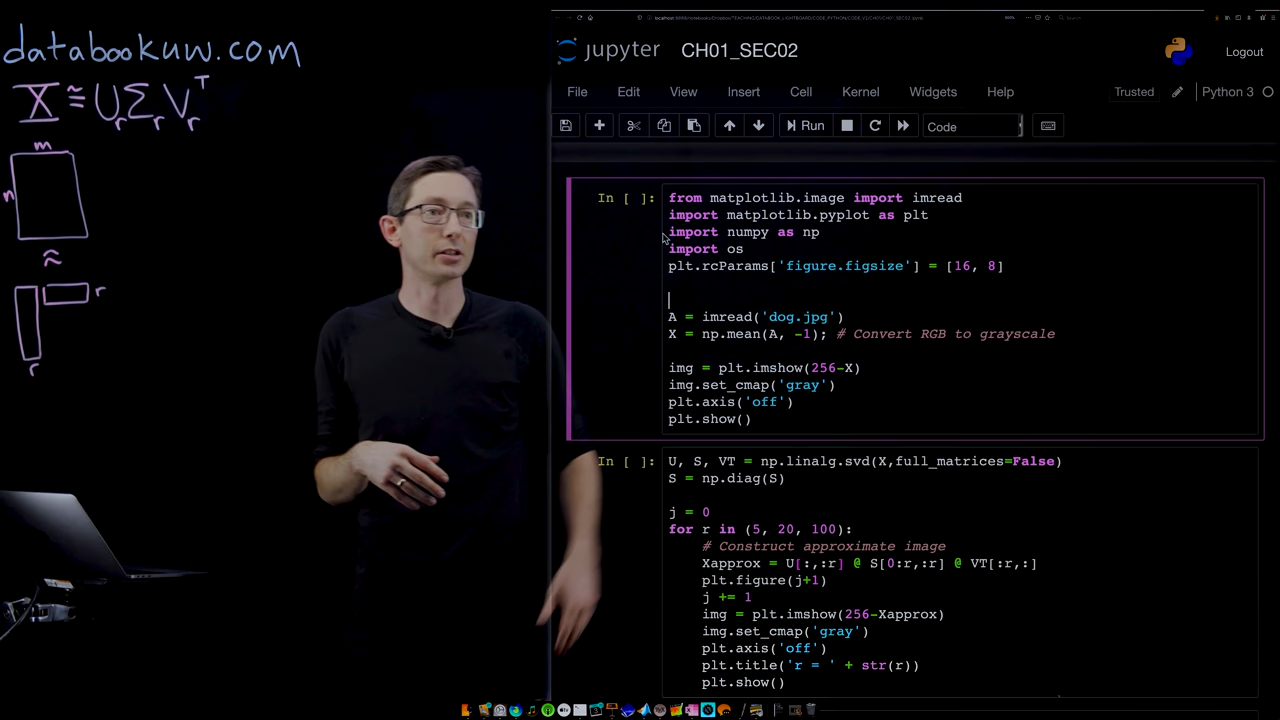 databookuw.com
X ≅ UᵣΣᵣVᵣᵀ
m
n
≈
r
r
jupyter CH01_SEC02
Logout
File Edit View Insert Cell Kernel Widgets Help
Trusted
Python 3
Run
Code
In [ ]:
from matplotlib.image import imread
import matplotlib.pyplot as plt
import numpy as np
import os
plt.rcParams['figure.figsize'] = [16, 8]
A = imread('dog.jpg')
X = np.mean(A, -1); # Convert RGB to grayscale
img = plt.imshow(256-X)
img.set_cmap('gray')
plt.axis('off')
plt.show()
In [ ]:
U, S, VT = np.linalg.svd(X,full_matrices=False)
S = np.diag(S)
j = 0
for r in (5, 20, 100):
# Construct approximate image
Xapprox = U[:,:r] @ S[0:r,:r] @ VT[:r,:]
plt.figure(j+1)
j += 1
img = plt.imshow(256-Xapprox)
img.set_cmap('gray')
plt.axis('off')
plt.title('r = ' + str(r))
plt.show()